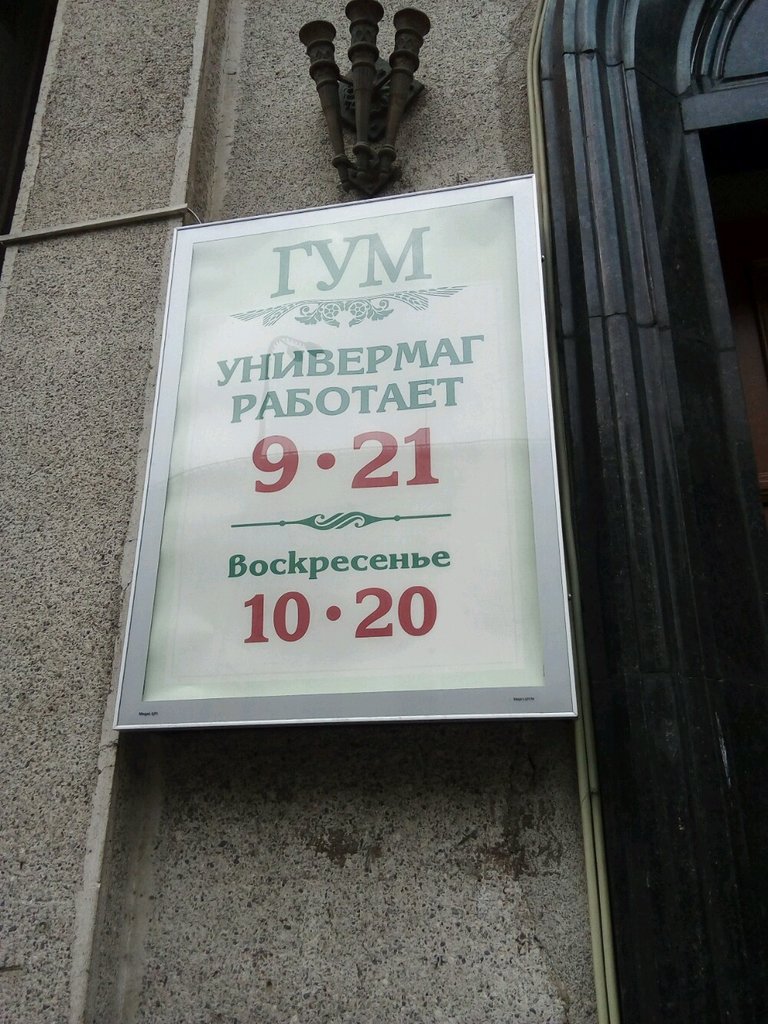 ГУМ
УНИВЕРМАГ
РАБОТАЕТ
9 • 21
Воскресенье
10 • 20